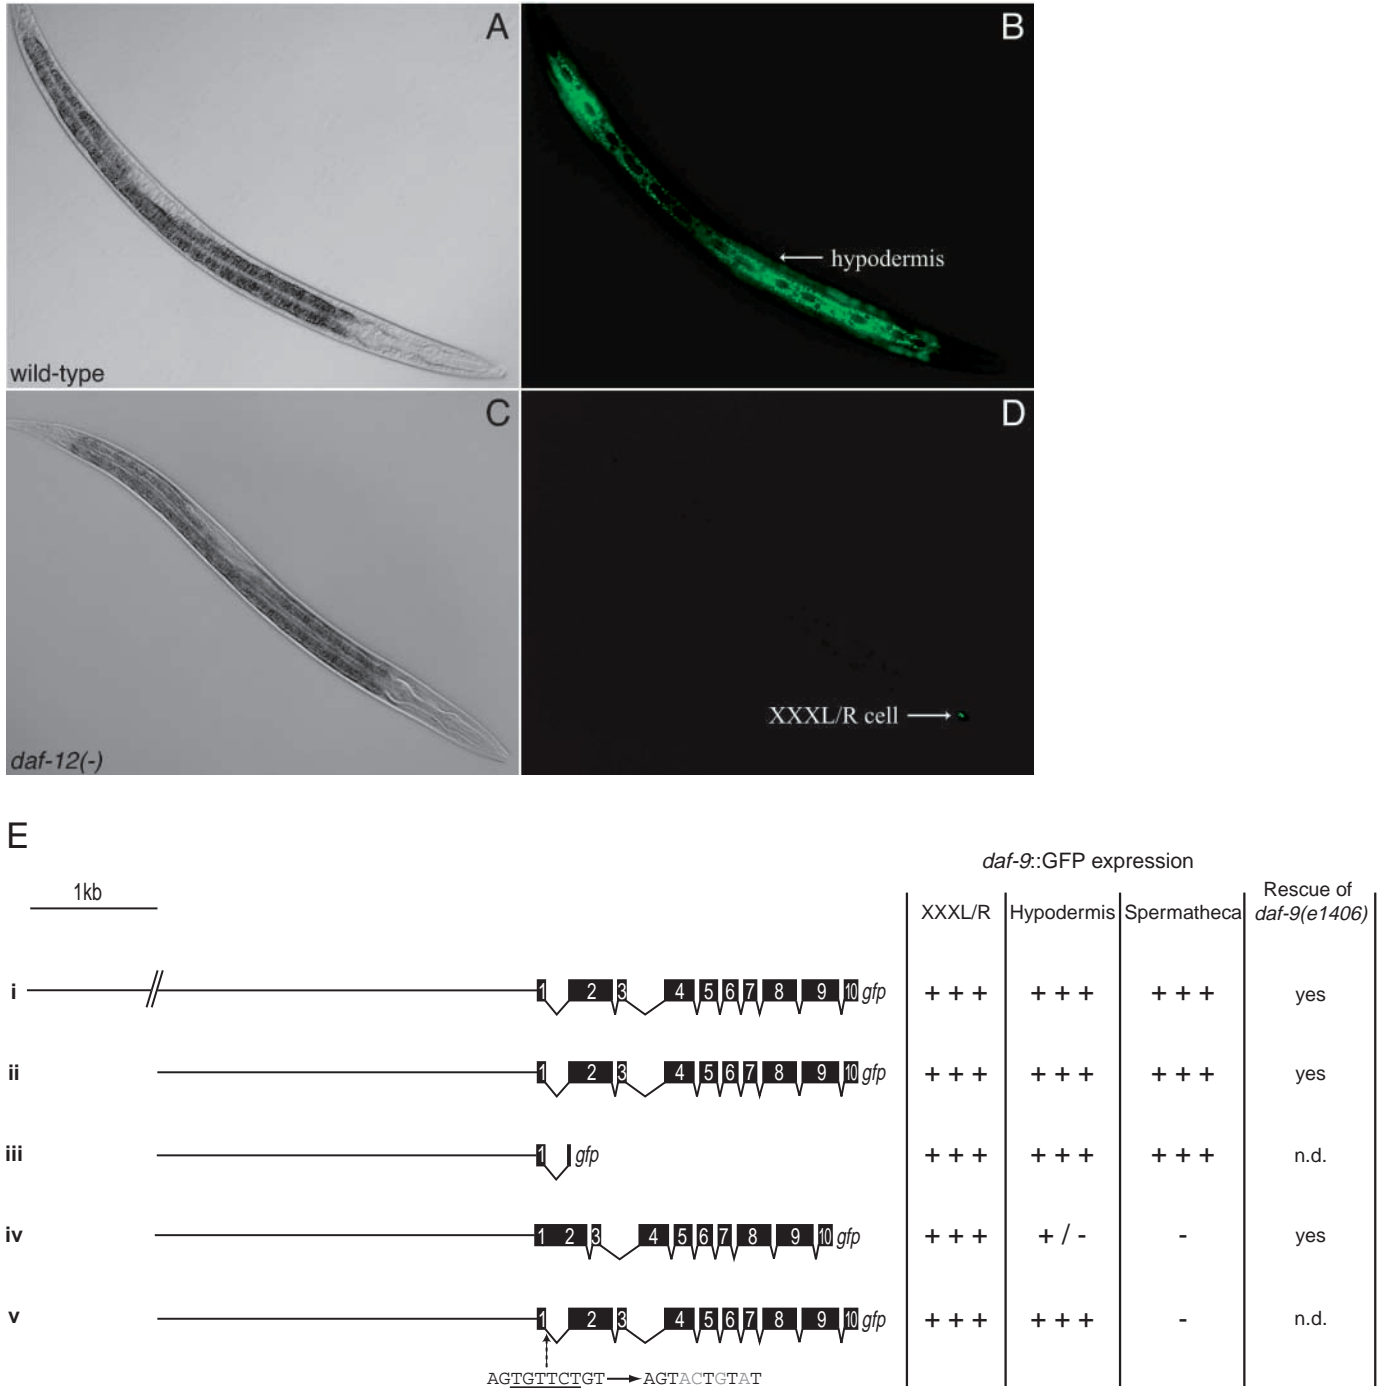 A
B
hypodermis
wild-type
C
D
XXXL/R cell
daf-12(-)
E
daf-9::GFP expression
1kb
XXXL/R
Hypodermis
Spermatheca
Rescue of
daf-9(e1406)
i 1 2 3 4 5 6 7 8 9 10 gfp + + + + + + + + + yes
ii 1 2 3 4 5 6 7 8 9 10 gfp + + + + + + + + + yes
iii 1 gfp + + + + + + + + + n.d.
iv 1 2 3 4 5 6 7 8 9 10 gfp + + + + / - - yes
v 1 2 3 4 5 6 7 8 9 10 gfp + + + + + + - n.d.
AGTGTTCTGT AGTACTGTAT